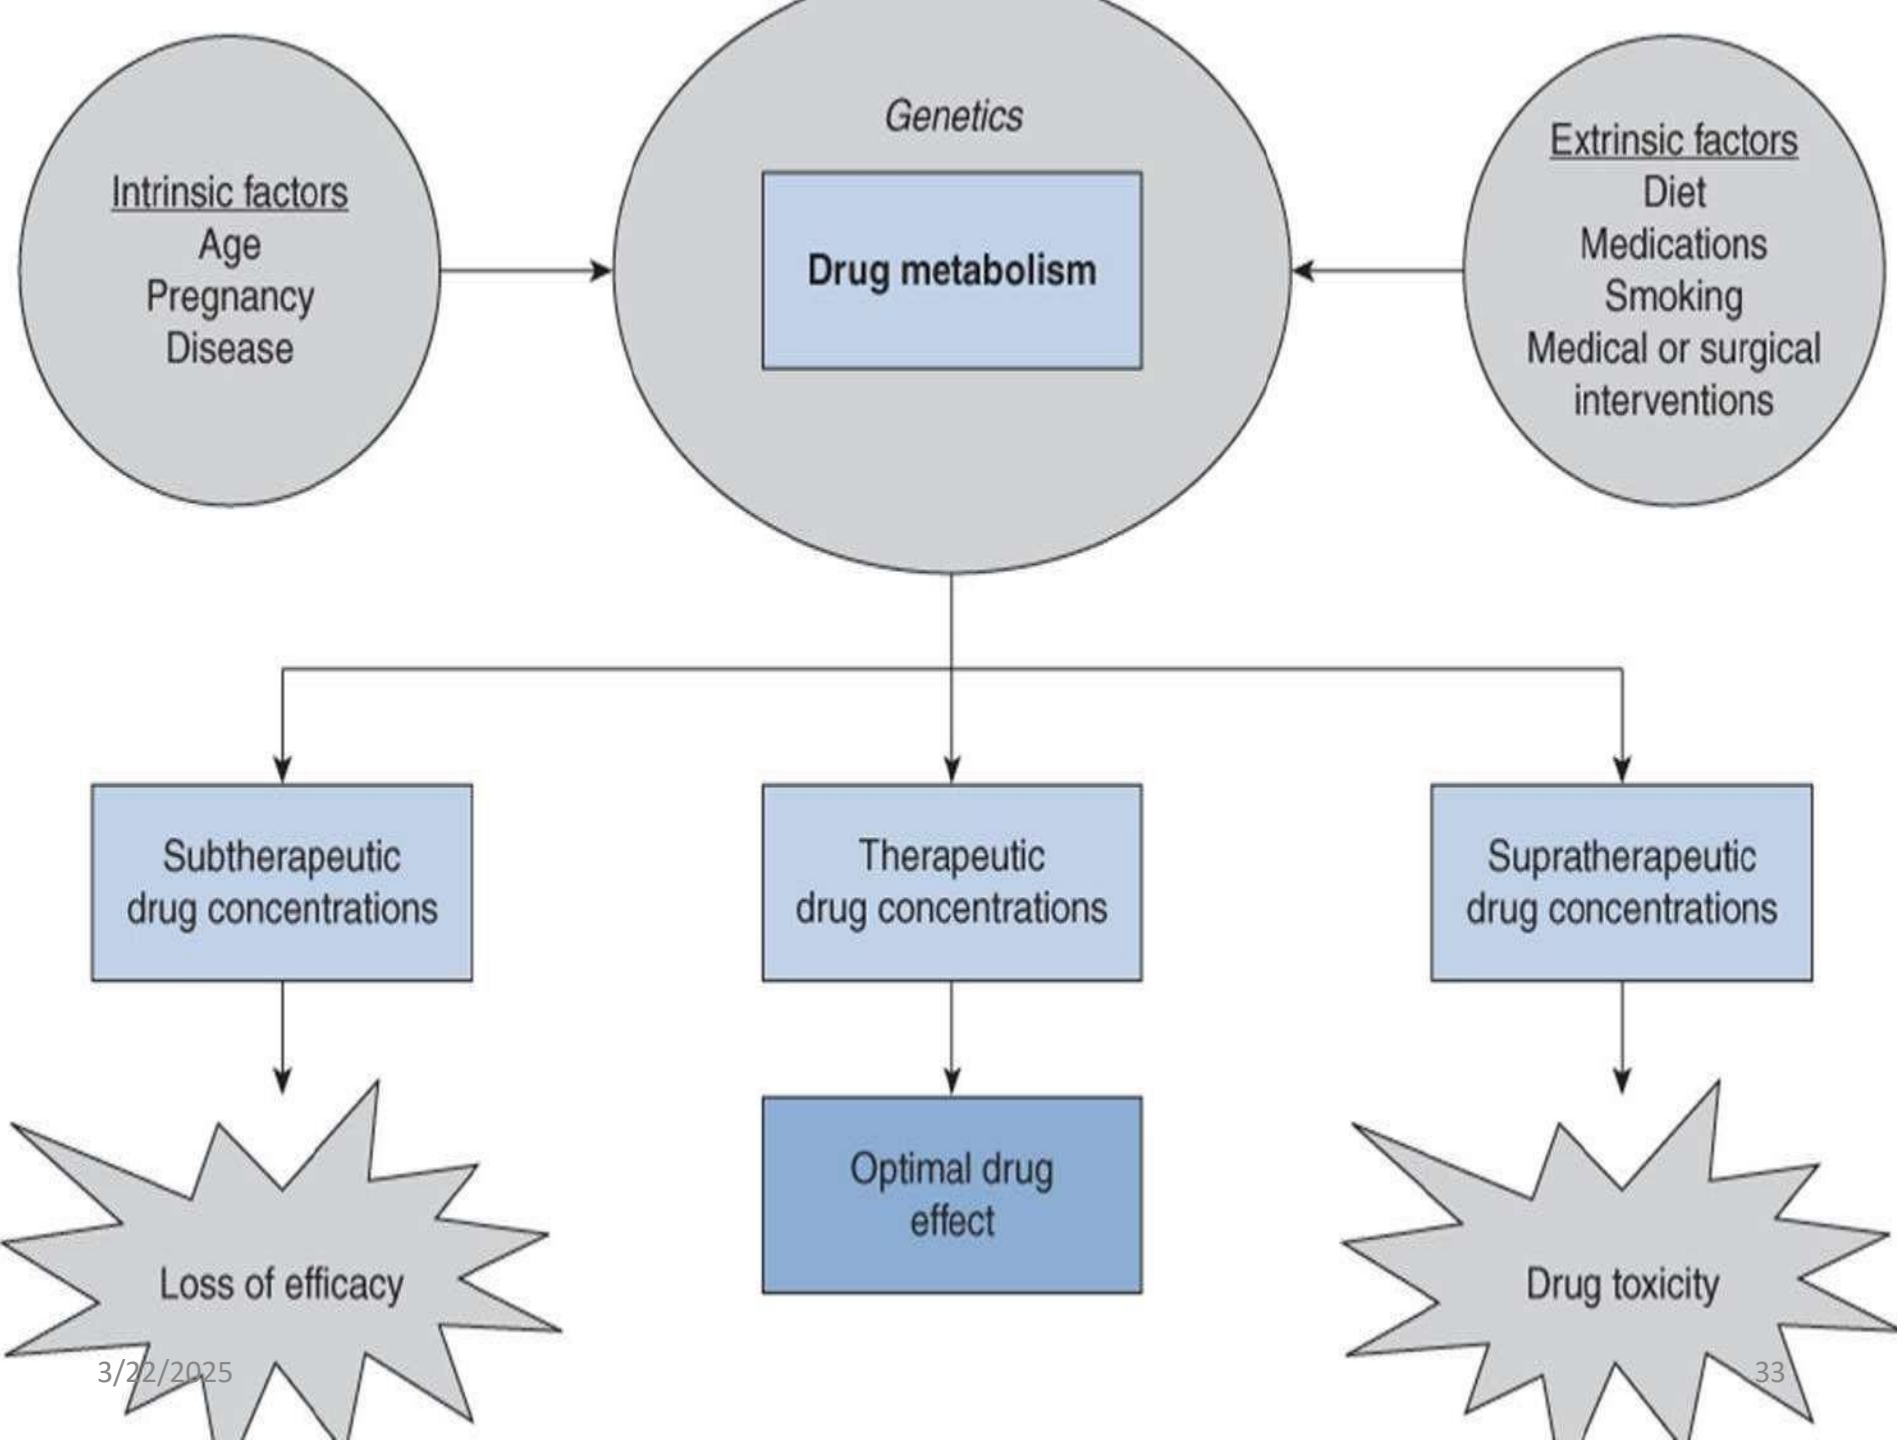 Genetics
Intrinsic factors
Age
Pregnancy
Disease
Drug metabolism
Extrinsic factors
Diet
Medications
Smoking
Medical or surgical
interventions
Subtherapeutic
drug concentrations
Therapeutic
drug concentrations
Supratherapeutic
drug concentrations
Loss of efficacy
Optimal drug
effect
Drug toxicity
3/22/2025
33